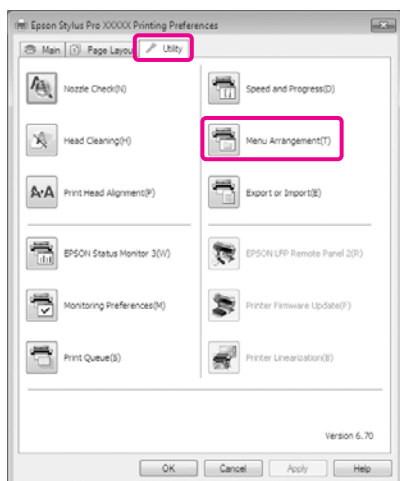 Epson Stylus Pro XXXXX Printing Preferences
Main
Page Layout
Utility
Nozzle Check(N)
Speed and Progress(D)
Head Cleaning(H)
Menu Arrangement(T)
Print Head Alignment(P)
Export or Import(E)
EPSON Status Monitor 3(W)
EPSON LFP Remote Panel 2(R)
Monitoring Preferences(M)
Printer Firmware Update(F)
Print Queue(S)
Printer Linearization(B)
Version 6.70
OK
Cancel
Apply
Help